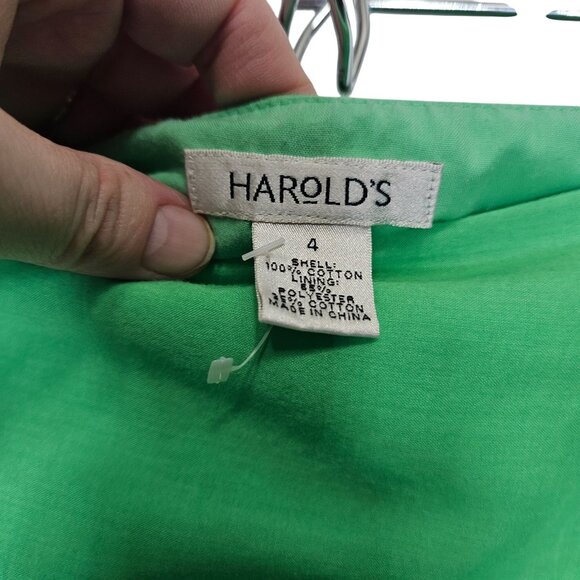 HAROLD'S
4
SHELL:
100% COTTON
LINING:
65%
POLYESTER
35% COTTON
MADE IN CHINA